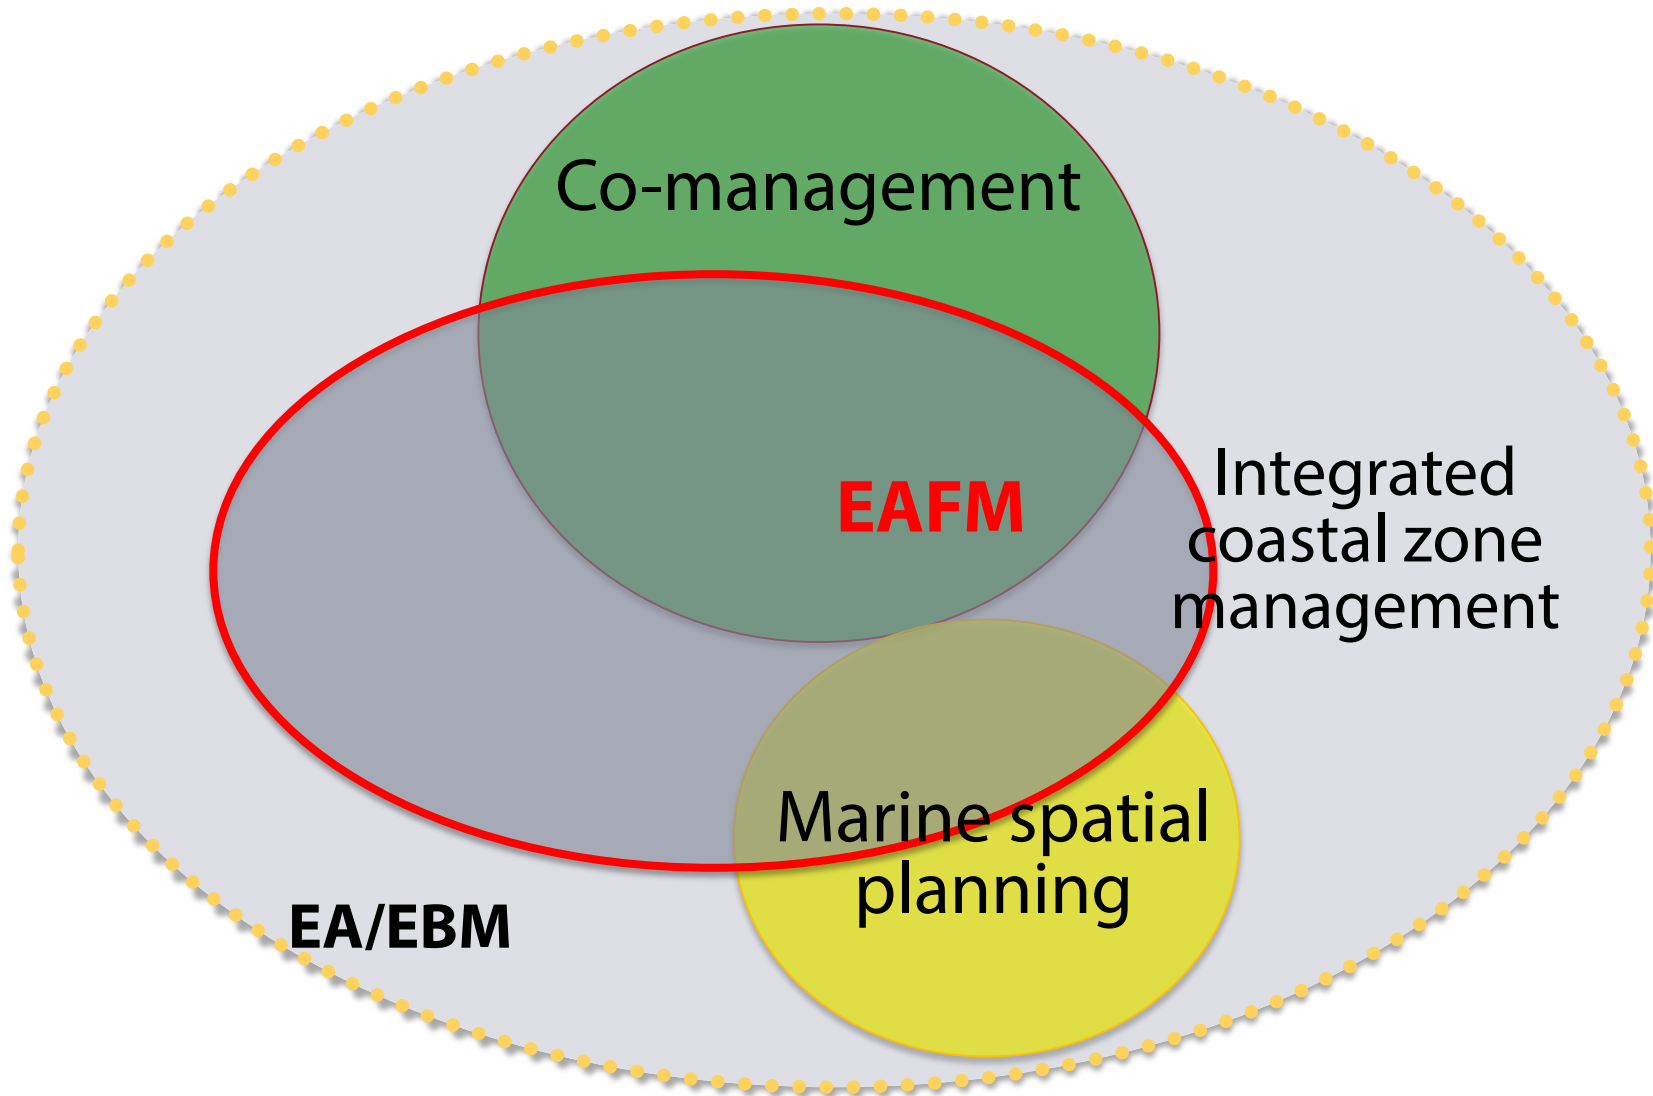 Co-management
EAFM
Integrated
coastal zone
management
Marine spatial
planning
EA/EBM